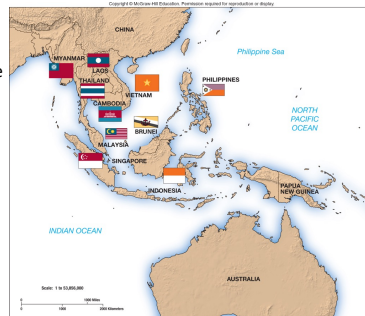 Copyright © McGraw-Hill Education. Permission required for reproduction or display.
CHINA
Philippine Sea
MYANMAR
LAOS
THAILAND
VIETNAM
PHILIPPINES
CAMBODIA
NORTH
PACIFIC
OCEAN
BRUNEI
MALAYSIA
SINGAPORE
INDONESIA
PAPUA
NEW GUINEA
INDIAN OCEAN
AUSTRALIA
Scale: 1 to 53,850,000
0 1000 Miles
0 1000 2000 Kilometers